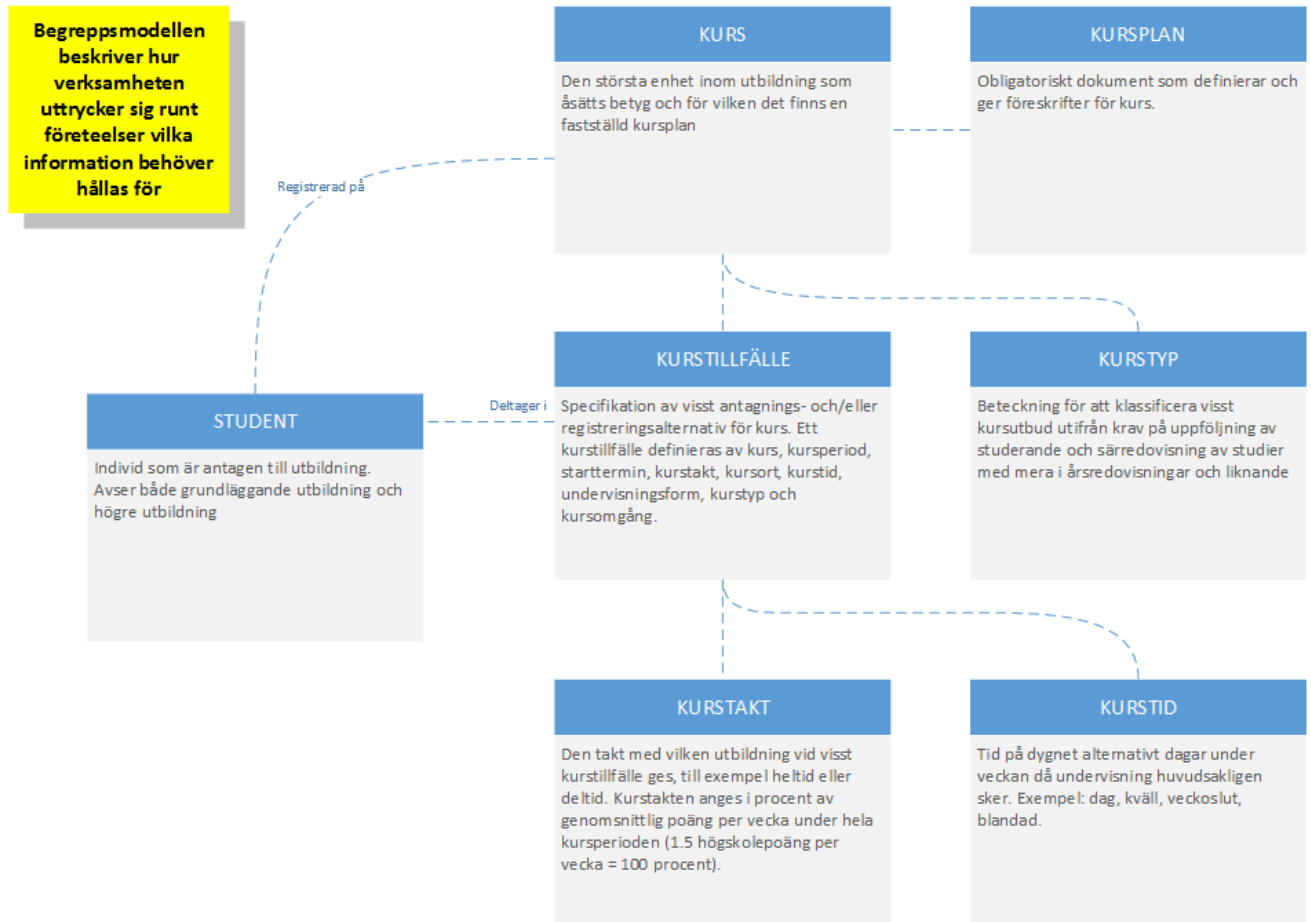 Begreppsmodellen
beskriver hur
verksamheten
uttrycker sig runt
företeelser vilka
information behöver
hållas för
KURS
Den största enhet inom utbildning som
åsätts betyg och för vilken det finns en
fastställd kursplan
KURSPLAN
Obligatoriskt dokument som definierar och
ger föreskrifter för kurs.
Registrerad på
STUDENT
Individ som är antagen till utbildning.
Avser både grundläggande utbildning och
högre utbildning
Deltager i
KURSTILLFÄLLE
Specifikation av visst antagnings- och/eller
registreringsalternativ för kurs. Ett
kurstillfälle definieras av kurs, kursperiod,
starttermin, kurstakt, kursort, kurstid,
undervisningsform, kurstyp och
kursomgång.
KURSTYP
Beteckning för att klassificera visst
kursutbud utifrån krav på uppföljning av
studerande och särredovisning av studier
med mera i årsredovisningar och liknande
KURSTAKT
Den takt med vilken utbildning vid visst
kurstillfälle ges, till exempel heltid eller
deltid. Kurstakten anges i procent av
genomsnittlig poäng per vecka under hela
kursperioden (1.5 högskolepoäng per
vecka = 100 procent).
KURSTID
Tid på dygnet alternativt dagar under
veckan då undervisning huvudsakligen
sker. Exempel: dag, kväll, veckoslut,
blandad.